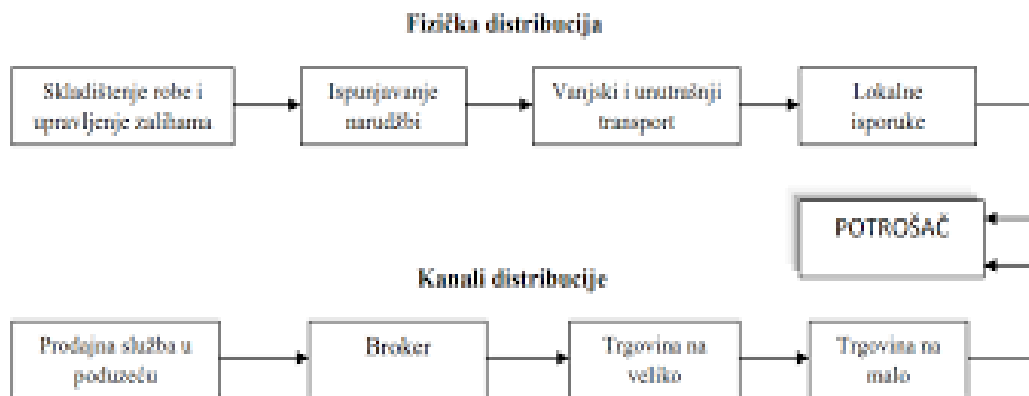 Fizička distribucija
Skladištenje robe i
upravljenje zalihama
Ispunjavanje
narudžbi
Vanjski i unutrašnji
transport
Lokalne
isporuke
POTROŠAČ
Kanali distribucije
Prodajna služba u
poduzeću
Broker
Trgovina na
veliko
Trgovina na
malo